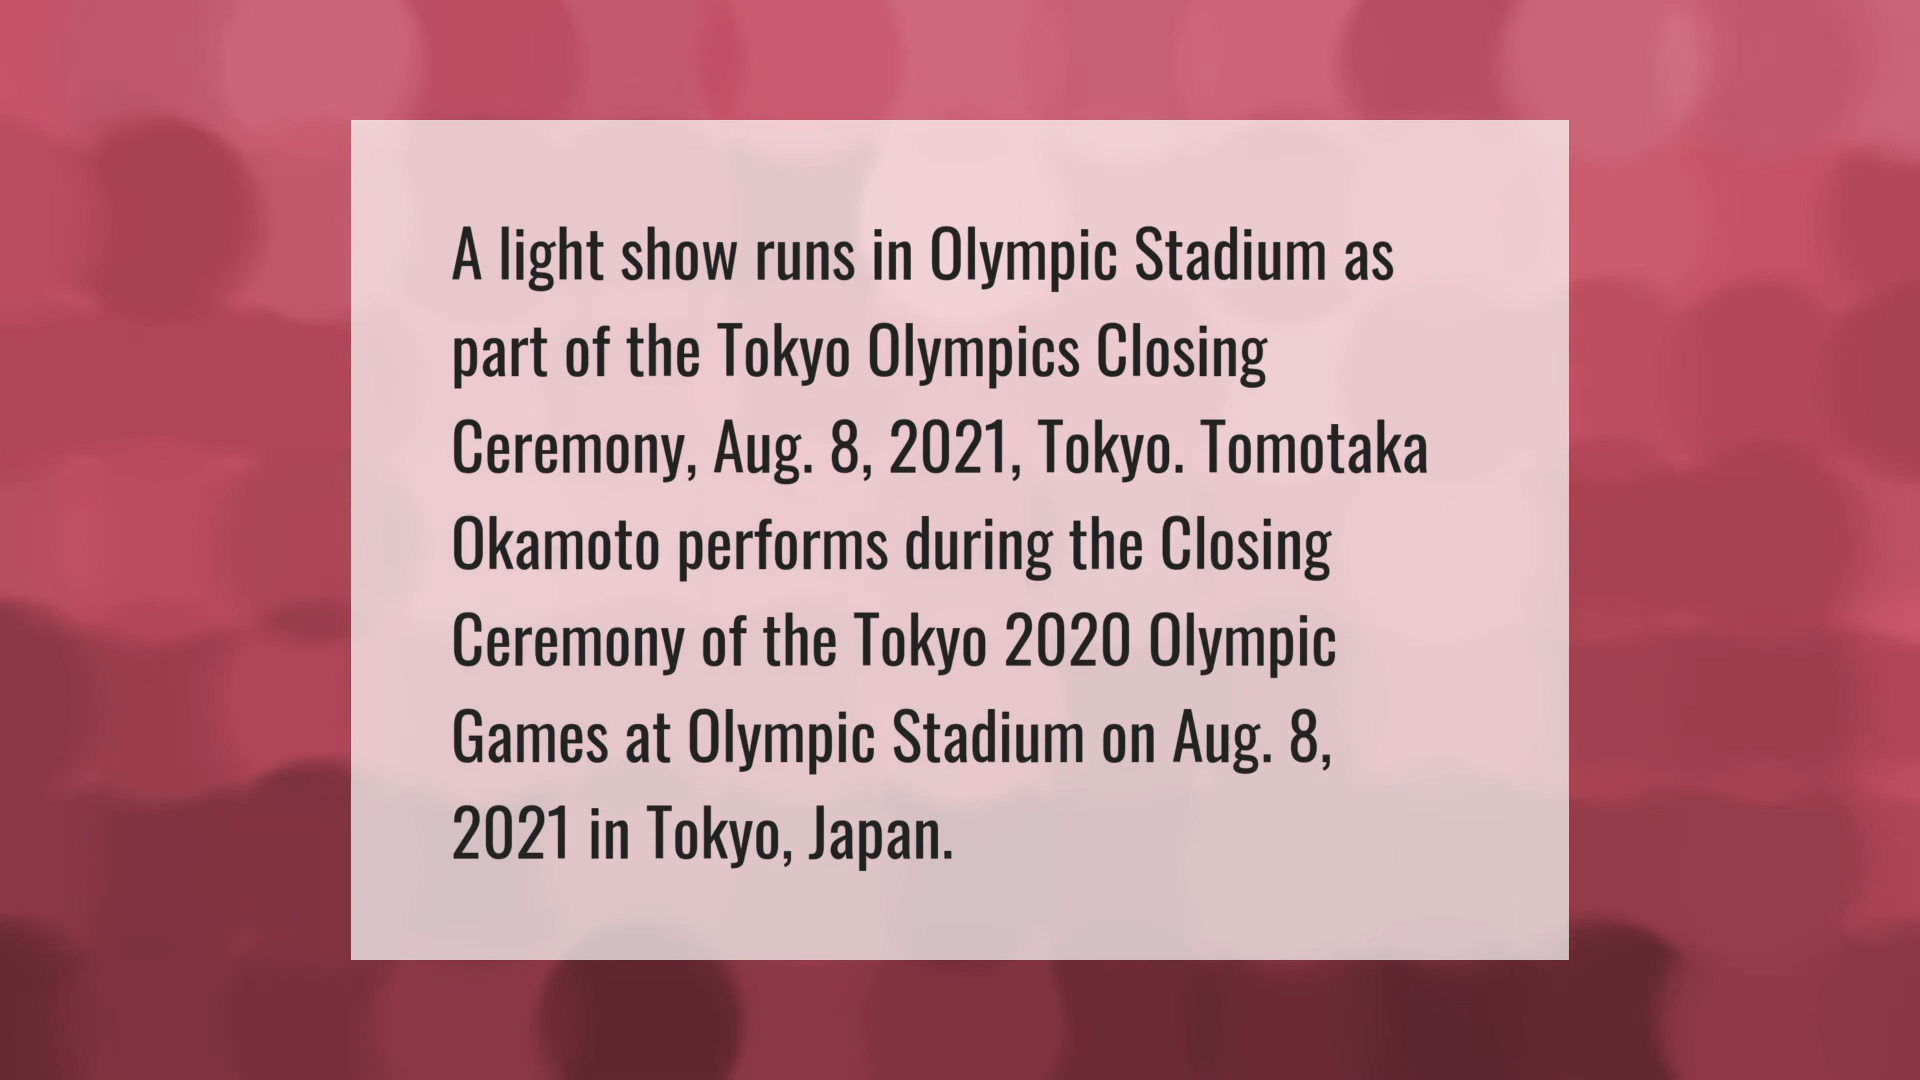 A light show runs in Olympic Stadium as
part of the Tokyo Olympics Closing
Ceremony, Aug. 8, 2021, Tokyo. Tomotaka
Okamoto performs during the Closing
Ceremony of the Tokyo 2020 Olympic
Games at Olympic Stadium on Aug. 8,
2021 in Tokyo, Japan.